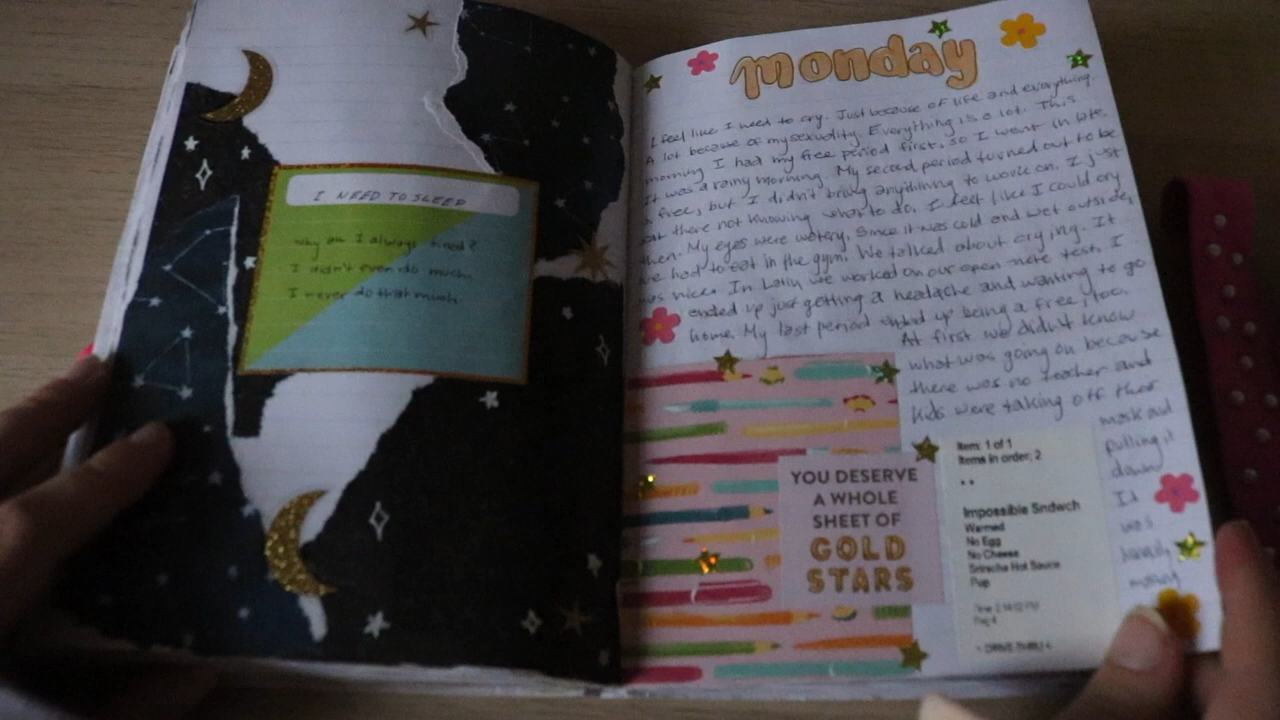 I NEED TO SLEEP
why am I always tired?
I didn't even do much.
I never do that much.
monday
I feel like I need to cry. Just because of life and everything.
A lot because of my sexuality. Everything is a lot. This
morning I had my free period first, so I went in late.
It was a rainy morning. My second period turned out to be
a free, but I didn't bring anything to work on. I just
sat there not knowing what to do. I feel like I could cry
then. My eyes were watery. Since it was cold and wet outside,
we had to eat in the gym. We talked about crying. It
was nice. In Latin we worked on our open note test. I
ended up just getting a headache and wanting to go
home. My last period ended up being a free, too.
At first we didn't know
what was going on because
there was no teacher and
kids were taking off their
mask and
pulling it
down
It
was
YOU DESERVE
A WHOLE
SHEET OF
GOLD
STARS
Item: 1 of 1
Items in order: 2
* *
Impossible Sndwch
Warmed
No Egg
No Cheese
Sriracha Hot Sauce
Pup
< DRIVE THRU <